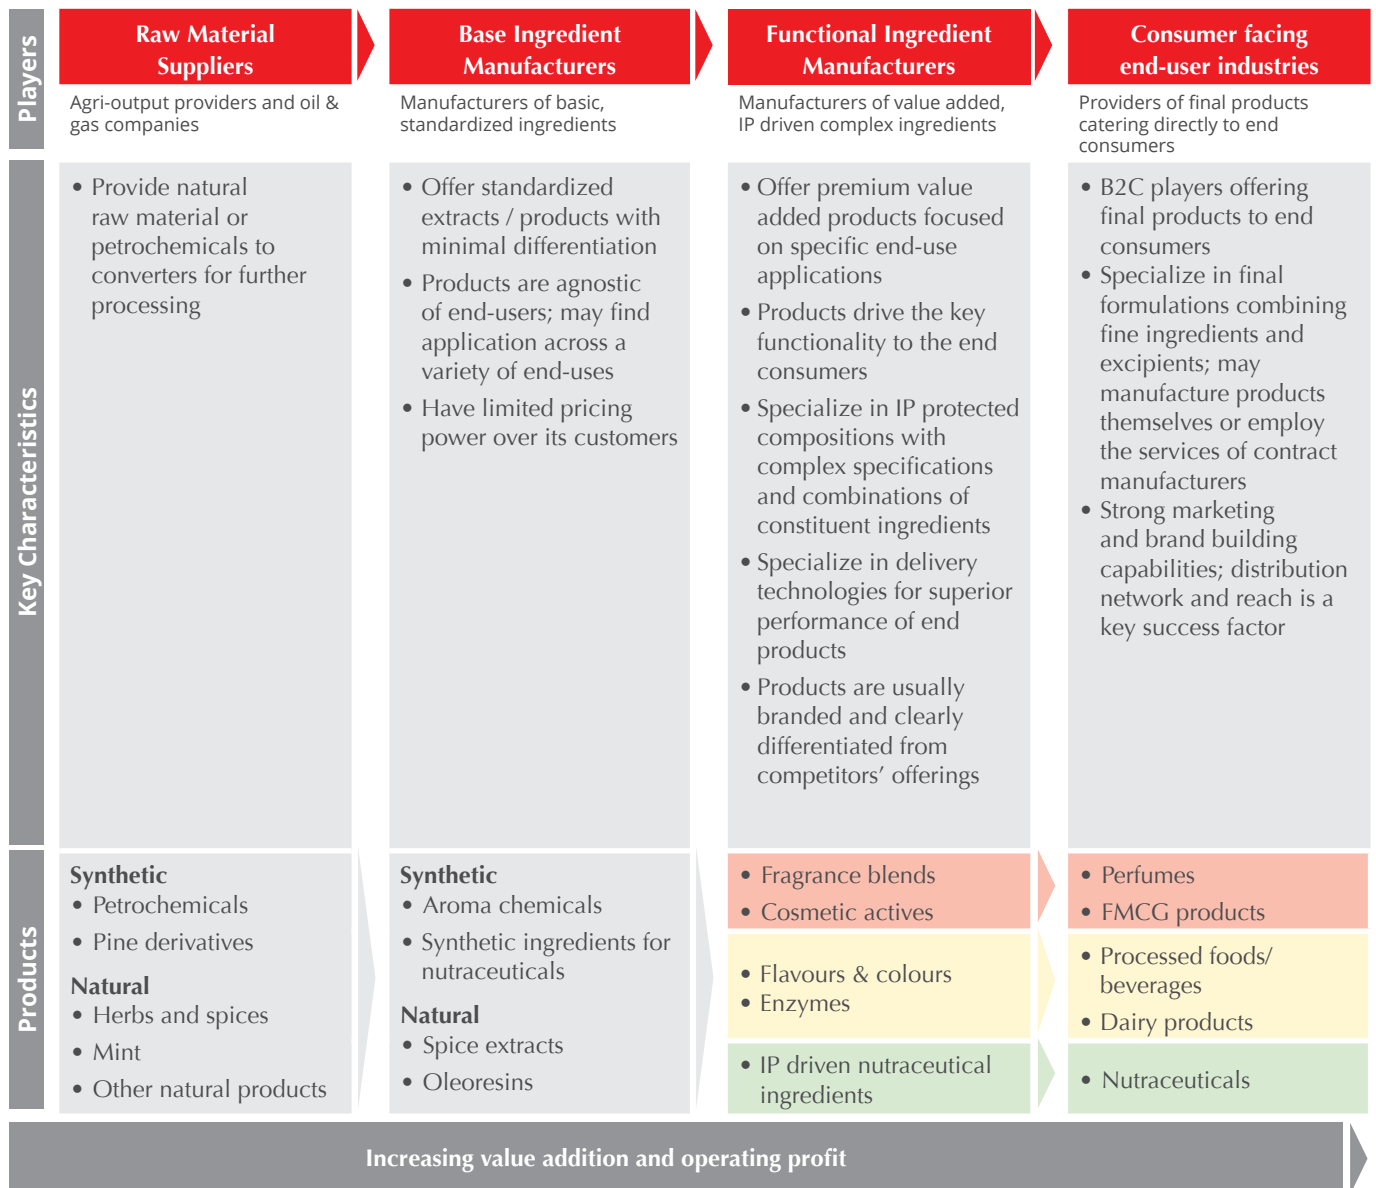 Players
Raw Material
Suppliers
Base Ingredient
Manufacturers
Functional Ingredient
Manufacturers
Consumer facing
end-user industries
Agri-output providers and oil &
gas companies
Manufacturers of basic,
standardized ingredients
Manufacturers of value added,
IP driven complex ingredients
Providers of final products
catering directly to end
consumers
Key Characteristics
• Provide natural
raw material or
petrochemicals to
converters for further
processing
• Offer standardized
extracts / products with
minimal differentiation
• Products are agnostic
of end-users; may find
application across a
variety of end-uses
• Have limited pricing
power over its customers
• Offer premium value
added products focused
on specific end-use
applications
• Products drive the key
functionality to the end
consumers
• Specialize in IP protected
compositions with
complex specifications
and combinations of
constituent ingredients
• Specialize in delivery
technologies for superior
performance of end
products
• Products are usually
branded and clearly
differentiated from
competitors’ offerings
• B2C players offering
final products to end
consumers
• Specialize in final
formulations combining
fine ingredients and
excipients; may
manufacture products
themselves or employ
the services of contract
manufacturers
• Strong marketing
and brand building
capabilities; distribution
network and reach is a
key success factor
Products
Synthetic
• Petrochemicals
• Pine derivatives
Natural
• Herbs and spices
• Mint
• Other natural products
Synthetic
• Aroma chemicals
• Synthetic ingredients for
nutraceuticals
Natural
• Spice extracts
• Oleoresins
• Fragrance blends
• Cosmetic actives
• Flavours & colours
• Enzymes
• IP driven nutraceutical
ingredients
• Perfumes
• FMCG products
• Processed foods/
beverages
• Dairy products
• Nutraceuticals
Increasing value addition and operating profit